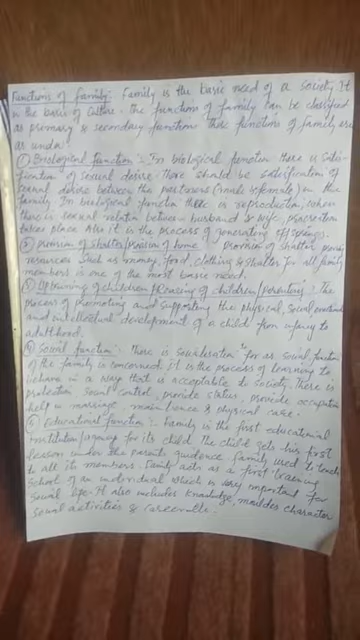 Functions of family: Family is the basic need of a society. It
is the basis of culture. The functions of family can be classified
as primary & secondary functions. These functions of family are
as under:
① Biological function :- In biological function there is satis-
faction of sexual desire. There should be satisfication of
sexual desire between the partners (male & female) in the
family. In biological function there is reproduction, when
there is sexual relation between husband & wife, procreation
takes place. Also it is the process of generating offsprings.
② provision of shelter/provision of home :- provision of shelter,
resources such as money, food, clothing & shelter for all family
members is one of the most basic need.
③ Upbringing of children/Rearing of children/parenting :- The
process of promoting and supporting the physical, social, emotional
and intellectual development of a child from infancy to
adulthood.
④ Social function :- There is socialisation as for as social function
of the family is concerned. It is the process of learning to
behave in a way that is acceptable to society. There is
protection, social control, provide status, provide occupation
help in marriage, maintenance & physical care.
⑤ Educational function :- Family is the first educational
institution/agency for its child. The child gets his first
lesson under the parents guidance. Family used to teach
to all its members. Family acts as a first training
school of an individual which is very important for
social life. It also includes knowledge, moulds character
social activities &